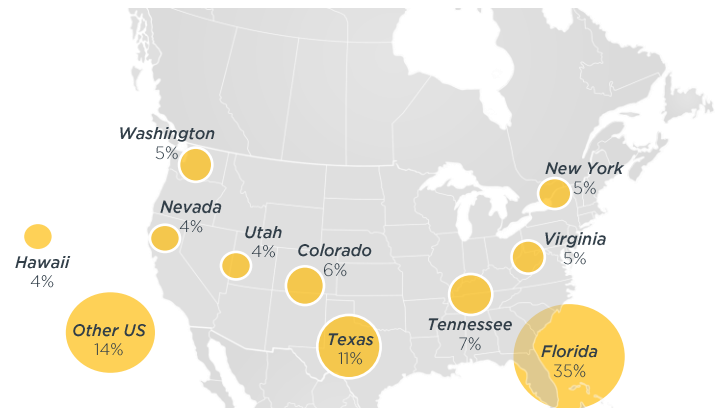 Washington
5%
New York
5%
Nevada
4%
Utah
4%
Colorado
6%
Virginia
5%
Hawaii
4%
Other US
14%
Texas
11%
Tennessee
7%
Florida
35%